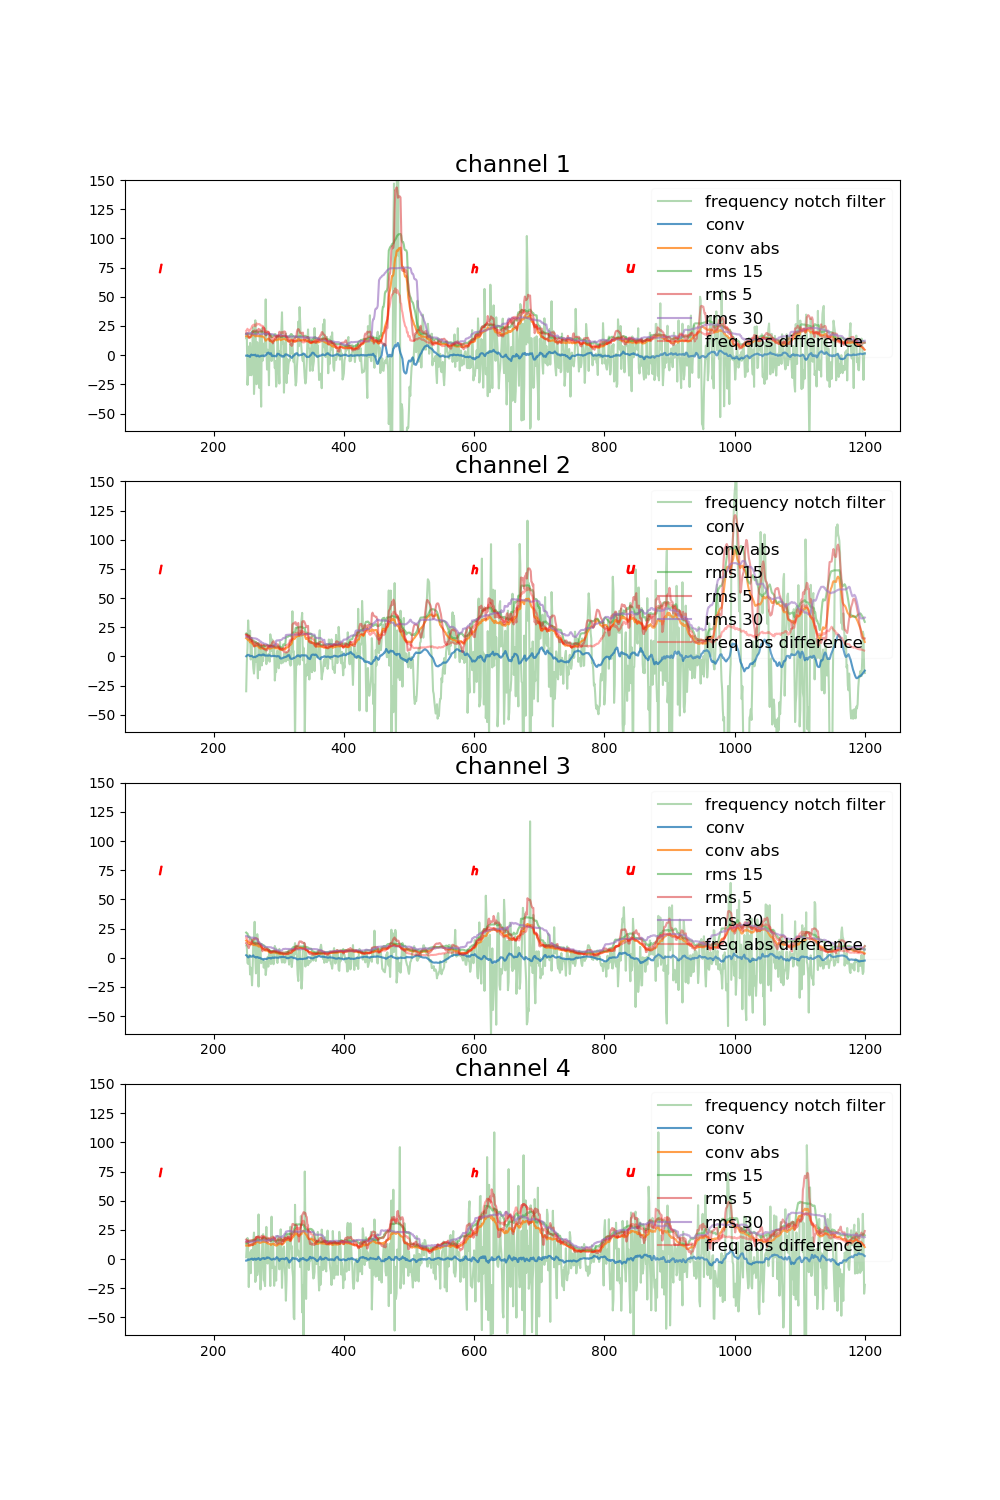 channel 1
150
125
100
75
50
25
0
−25
−50
l h u
frequency notch filter
conv
conv abs
rms 15
rms 5
rms 30
freq abs difference
200 400 600 800 1000 1200
channel 2
150
125
100
75
50
25
0
−25
−50
l h u
frequency notch filter
conv
conv abs
rms 15
rms 5
rms 30
freq abs difference
200 400 600 800 1000 1200
channel 3
150
125
100
75
50
25
0
−25
−50
l h u
frequency notch filter
conv
conv abs
rms 15
rms 5
rms 30
freq abs difference
200 400 600 800 1000 1200
channel 4
150
125
100
75
50
25
0
−25
−50
l h u
frequency notch filter
conv
conv abs
rms 15
rms 5
rms 30
freq abs difference
200 400 600 800 1000 1200